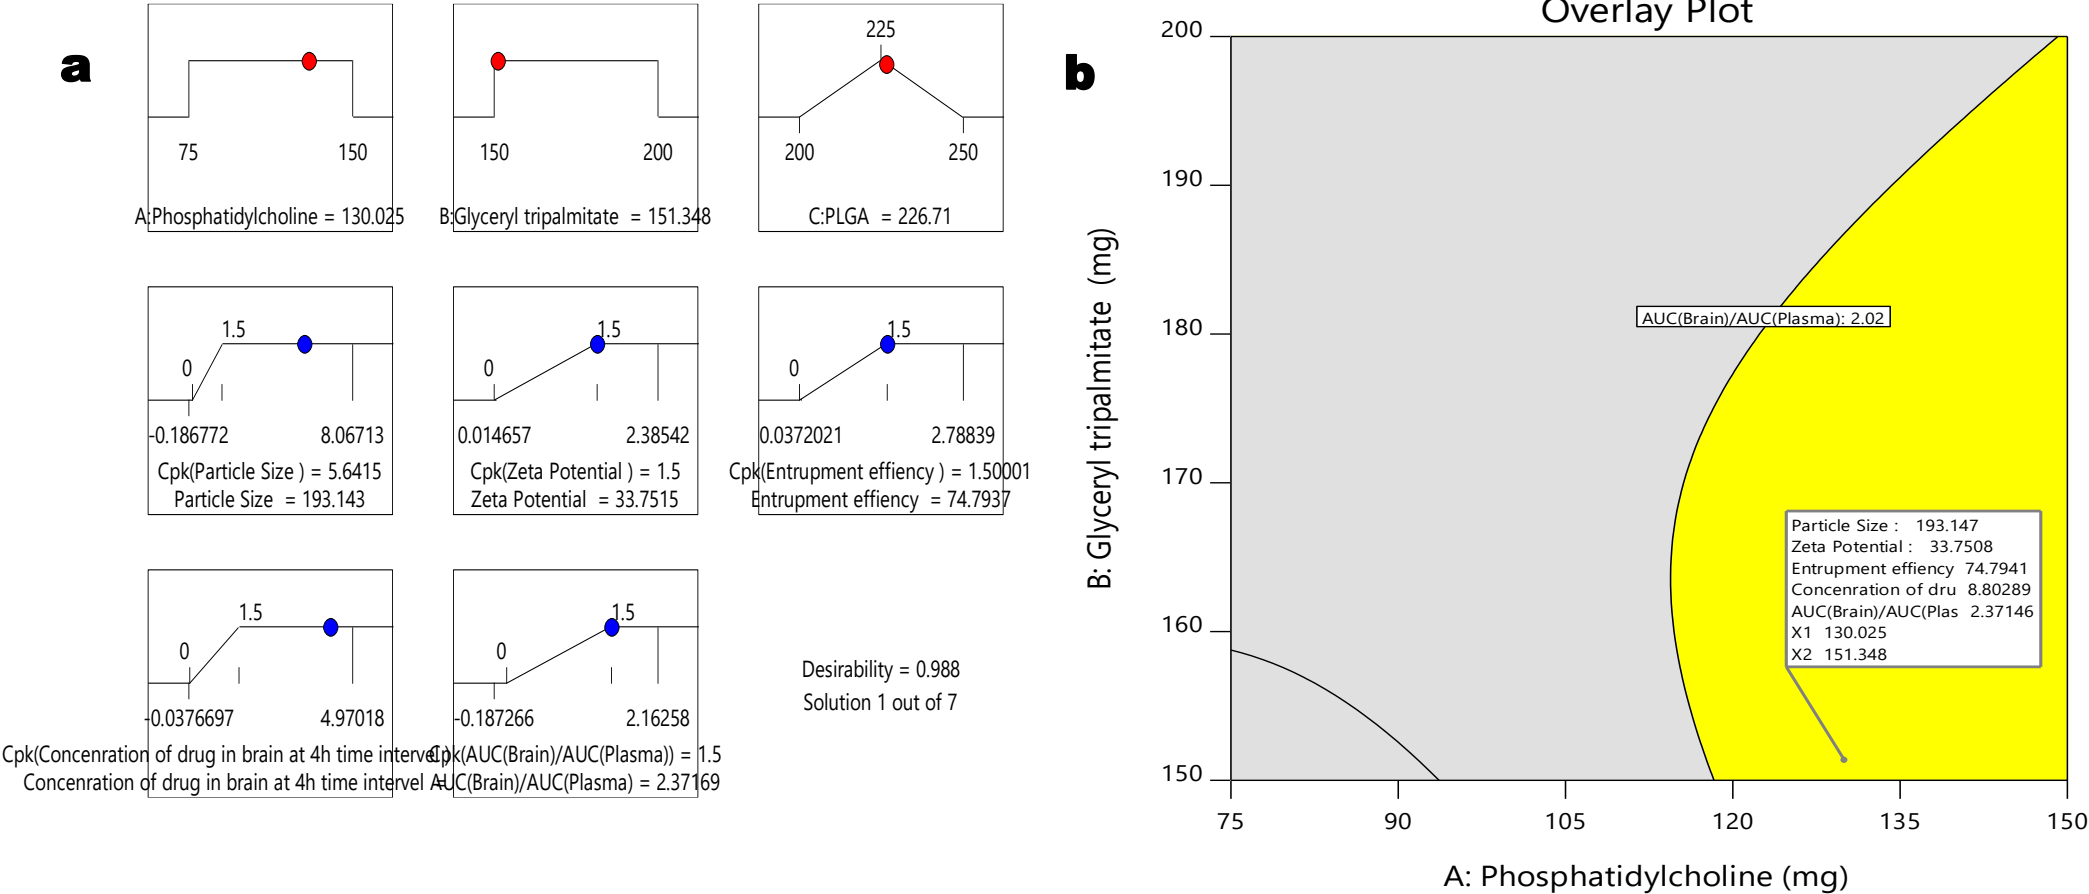 a
75
150
A:Phosphatidylcholine = 130.025
150
200
B:Glyceryl tripalmitate = 151.348
225
200
250
C:PLGA = 226.71
1.5
0
-0.186772
8.06713
Cpk(Particle Size ) = 5.6415
Particle Size = 193.143
1.5
0
0.014657
2.38542
Cpk(Zeta Potential ) = 1.5
Zeta Potential = 33.7515
1.5
0
0.0372021
2.78839
Cpk(Entrupment effiency ) = 1.50001
Entrupment effiency = 74.7937
1.5
0
-0.0376697
4.97018
Cpk(Concenration of drug in brain at 4h time intervel)
Concenration of drug in brain at 4h time intervel =
1.5
0
-0.187266
2.16258
Cpk(AUC(Brain)/AUC(Plasma)) = 1.5
AUC(Brain)/AUC(Plasma) = 2.37169
Desirability = 0.988
Solution 1 out of 7
b
Overlay Plot
B: Glyceryl tripalmitate (mg)
200
190
180
170
160
150
AUC(Brain)/AUC(Plasma): 2.02
Particle Size : 193.147
Zeta Potential : 33.7508
Entrupment effiency 74.7941
Concenration of dru 8.80289
AUC(Brain)/AUC(Plas 2.37146
X1 130.025
X2 151.348
75
90
105
120
135
150
A: Phosphatidylcholine (mg)